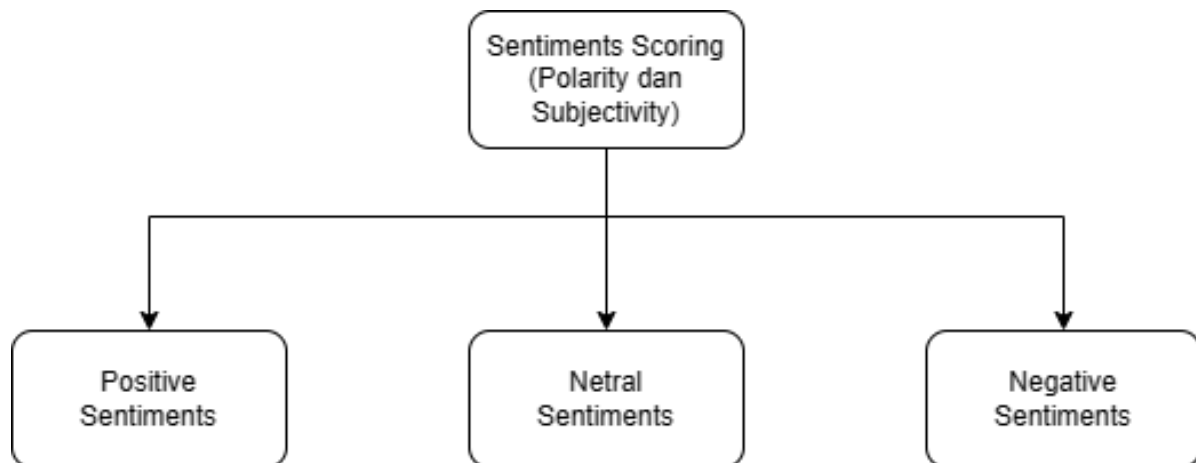 Sentiments Scoring
(Polarity dan
Subjectivity)
Positive
Sentiments
Netral
Sentiments
Negative
Sentiments